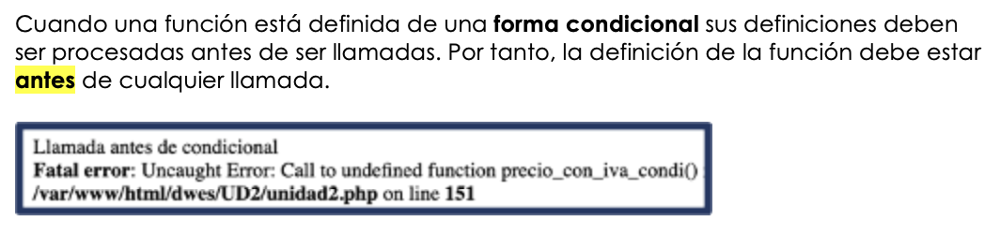 Cuando una función está definida de una forma condicional sus definiciones deben
ser procesadas antes de ser llamadas. Por tanto, la definición de la función debe estar
antes de cualquier llamada.
Llamada antes de condicional
Fatal error: Uncaught Error: Call to undefined function precio_con_iva_condi()
/var/www/html/dwes/UD2/unidad2.php on line 151